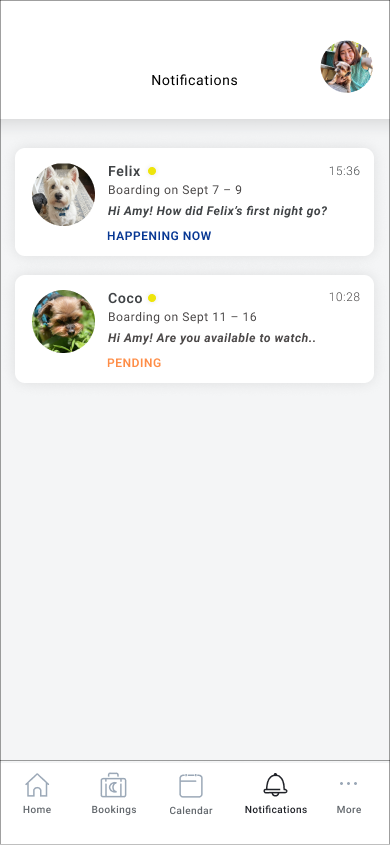 Notifications
Felix
15:36
Boarding on Sept 7 – 9
Hi Amy! How did Felix’s first night go?
HAPPENING NOW
Coco
10:28
Boarding on Sept 11 – 16
Hi Amy! Are you available to watch..
PENDING
Home
Bookings
Calendar
Notifications
More